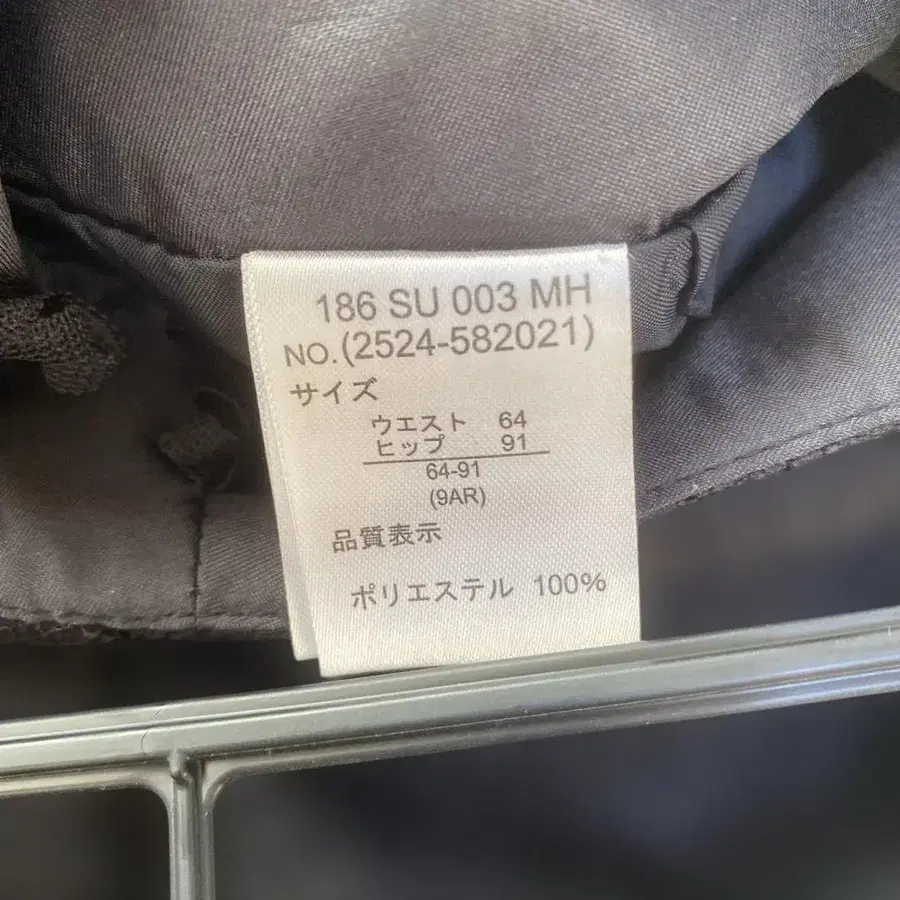 186 SU 003 MH
NO.(2524-582021)
サイズ
ウエスト 64
ヒップ 91
64-91
(9AR)
品質表示
ポリエステル 100%